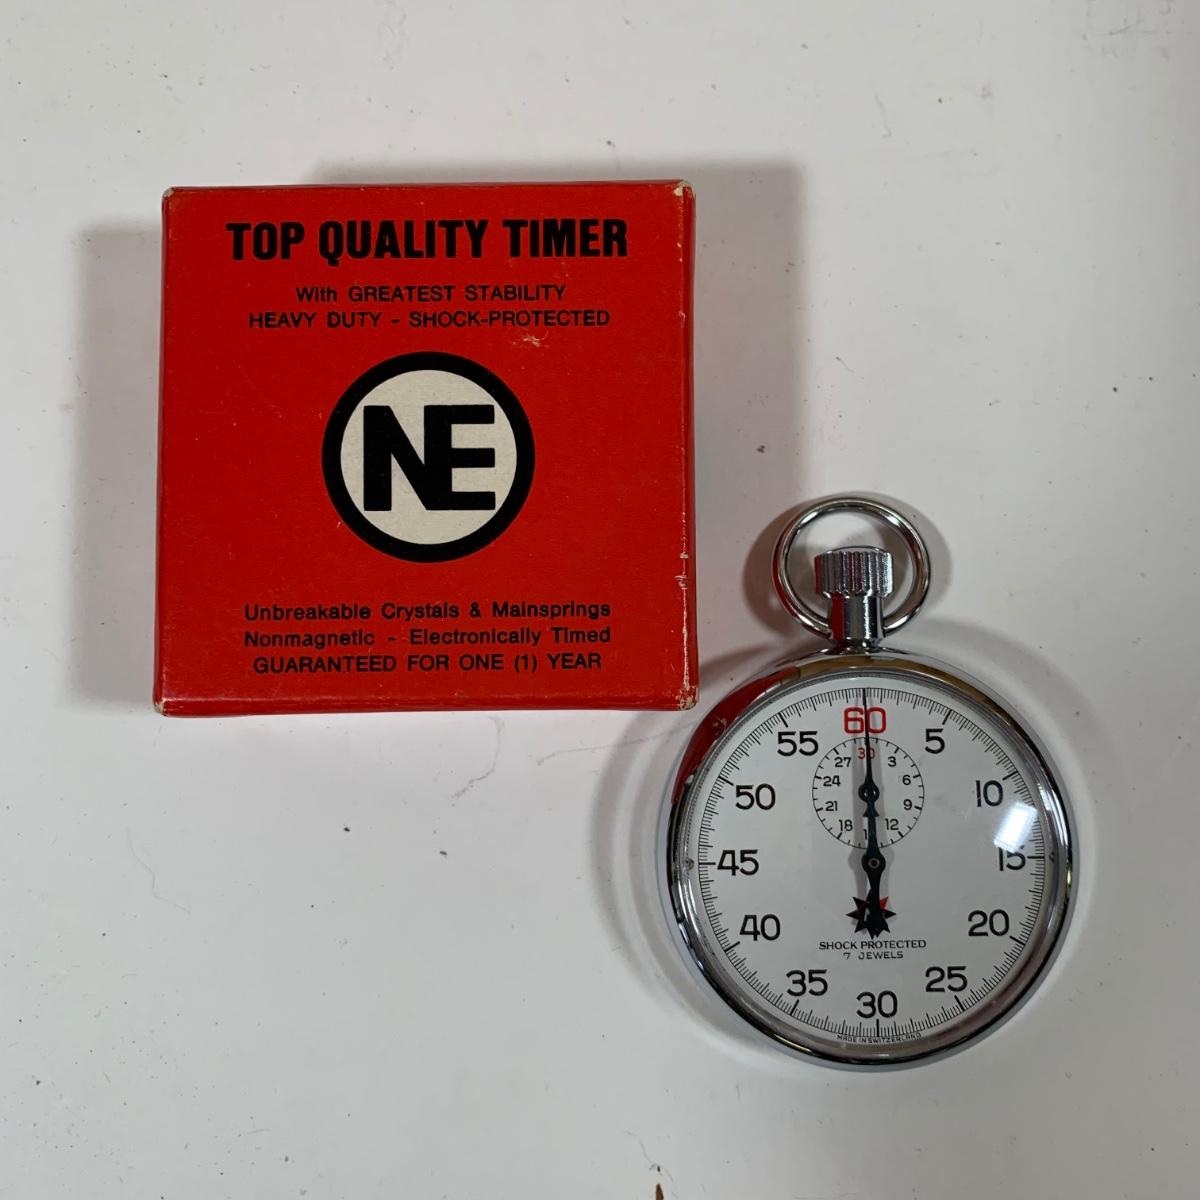 TOP QUALITY TIMER
With GREATEST STABILITY
HEAVY DUTY - SHOCK-PROTECTED
NE
Unbreakable Crystals & Mainsprings
Nonmagnetic - Electronically Timed
GUARANTEED FOR ONE (1) YEAR
60
55
5
30
27
3
50
24
6
10
21
9
18
12
45
15
40
20
SHOCK PROTECTED
7 JEWELS
35
25
30
MADE IN SWITZERLAND